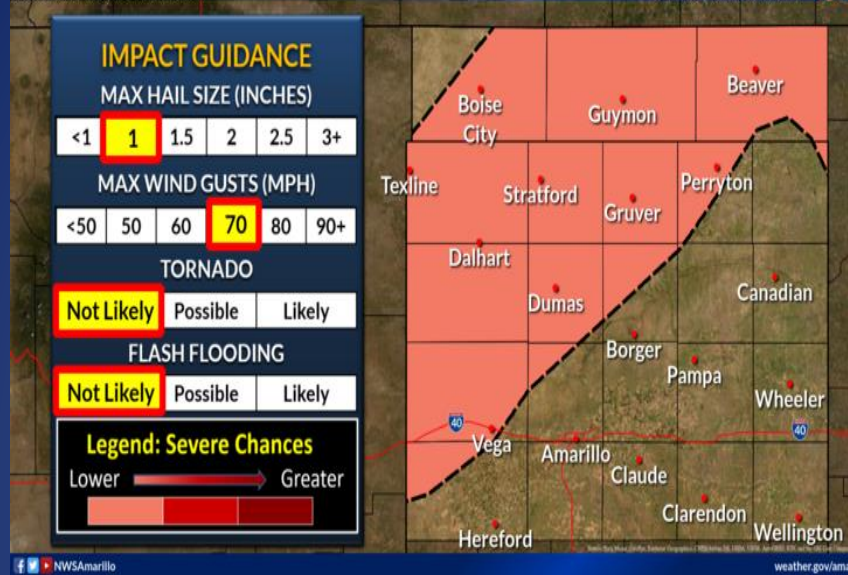 IMPACT GUIDANCE
MAX HAIL SIZE (INCHES)
<1 1 1.5 2 2.5 3+
MAX WIND GUSTS (MPH)
<50 50 60 70 80 90+
TORNADO
Not Likely Possible Likely
FLASH FLOODING
Not Likely Possible Likely
Legend: Severe Chances
Lower Greater
Boise
City
Guymon
Beaver
Texline
Stratford
Gruver
Perryton
Dalhart
Dumas
Canadian
Borger
Pampa
Wheeler
40
Vega
Amarillo
40
Claude
Clarendon
Hereford
Wellington
NWSAmarillo
weather.gov/ama